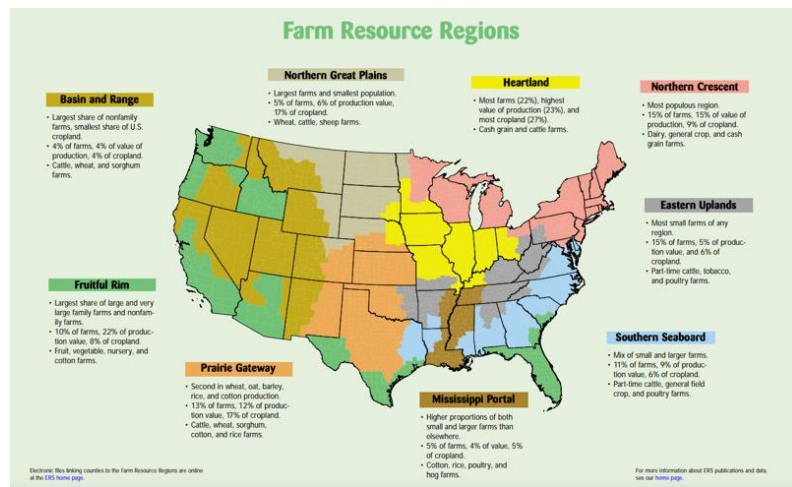 Farm Resource Regions
Northern Great Plains
• Largest farms and smallest population.
• 5% of farms, 6% of production value,
17% of cropland.
• Wheat, cattle, sheep farms.
Heartland
• Most farms (22%), highest
value of production (23%), and
most cropland (27%).
• Cash grain and cattle farms.
Northern Crescent
• Most populous region.
• 15% of farms, 15% of value of
production, 9% of cropland.
• Dairy, general crop, and cash
grain farms.
Basin and Range
• Largest share of nonfamily
farms, smallest share of U.S.
cropland.
• 4% of farms, 4% of value of
production, 4% of cropland.
• Cattle, wheat, and sorghum
farms.
Eastern Uplands
• Most small farms of any
region.
• 15% of farms, 5% of produc-
tion value, and 6% of
cropland.
• Part-time cattle, tobacco,
and poultry farms.
Fruitful Rim
• Largest share of large and very
large family farms and nonfam-
ily farms.
• 10% of farms, 22% of produc-
tion value, 8% of cropland.
• Fruit, vegetable, nursery, and
cotton farms.
Southern Seaboard
• Mix of small and larger farms.
• 11% of farms, 9% of produc-
tion value, 6% of cropland.
• Part-time cattle, general field
crop, and poultry farms.
Prairie Gateway
• Second in wheat, oat, barley,
rice, and cotton production.
• 13% of farms, 12% of produc-
tion value, 17% of cropland.
• Cattle, wheat, sorghum,
cotton, and rice farms.
Mississippi Portal
• Higher proportions of both
small and larger farms than
elsewhere.
• 5% of farms, 4% of value, 5%
of cropland.
• Cotton, rice, poultry, and
hog farms.
Electronic files linking counties to the Farm Resource Regions are online
at the ERS home page.
For more information about ERS publications and data,
see our home page.